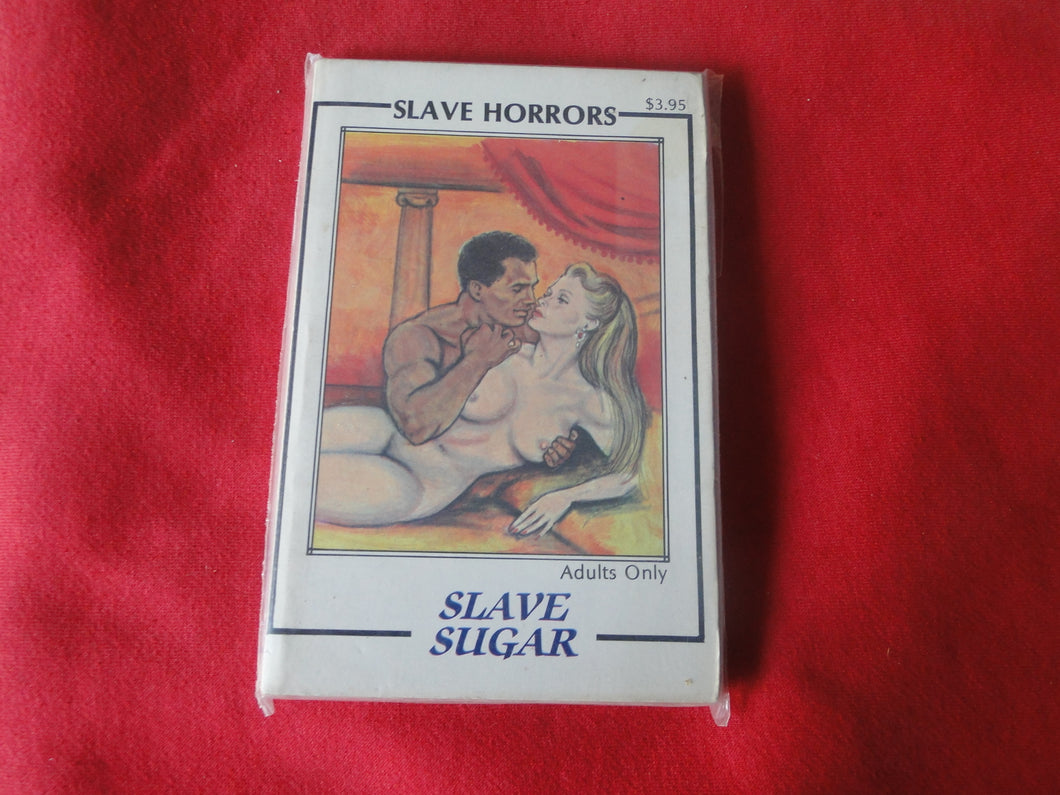 SLAVE HORRORS
$3.95
Adults Only
SLAVE
SUGAR